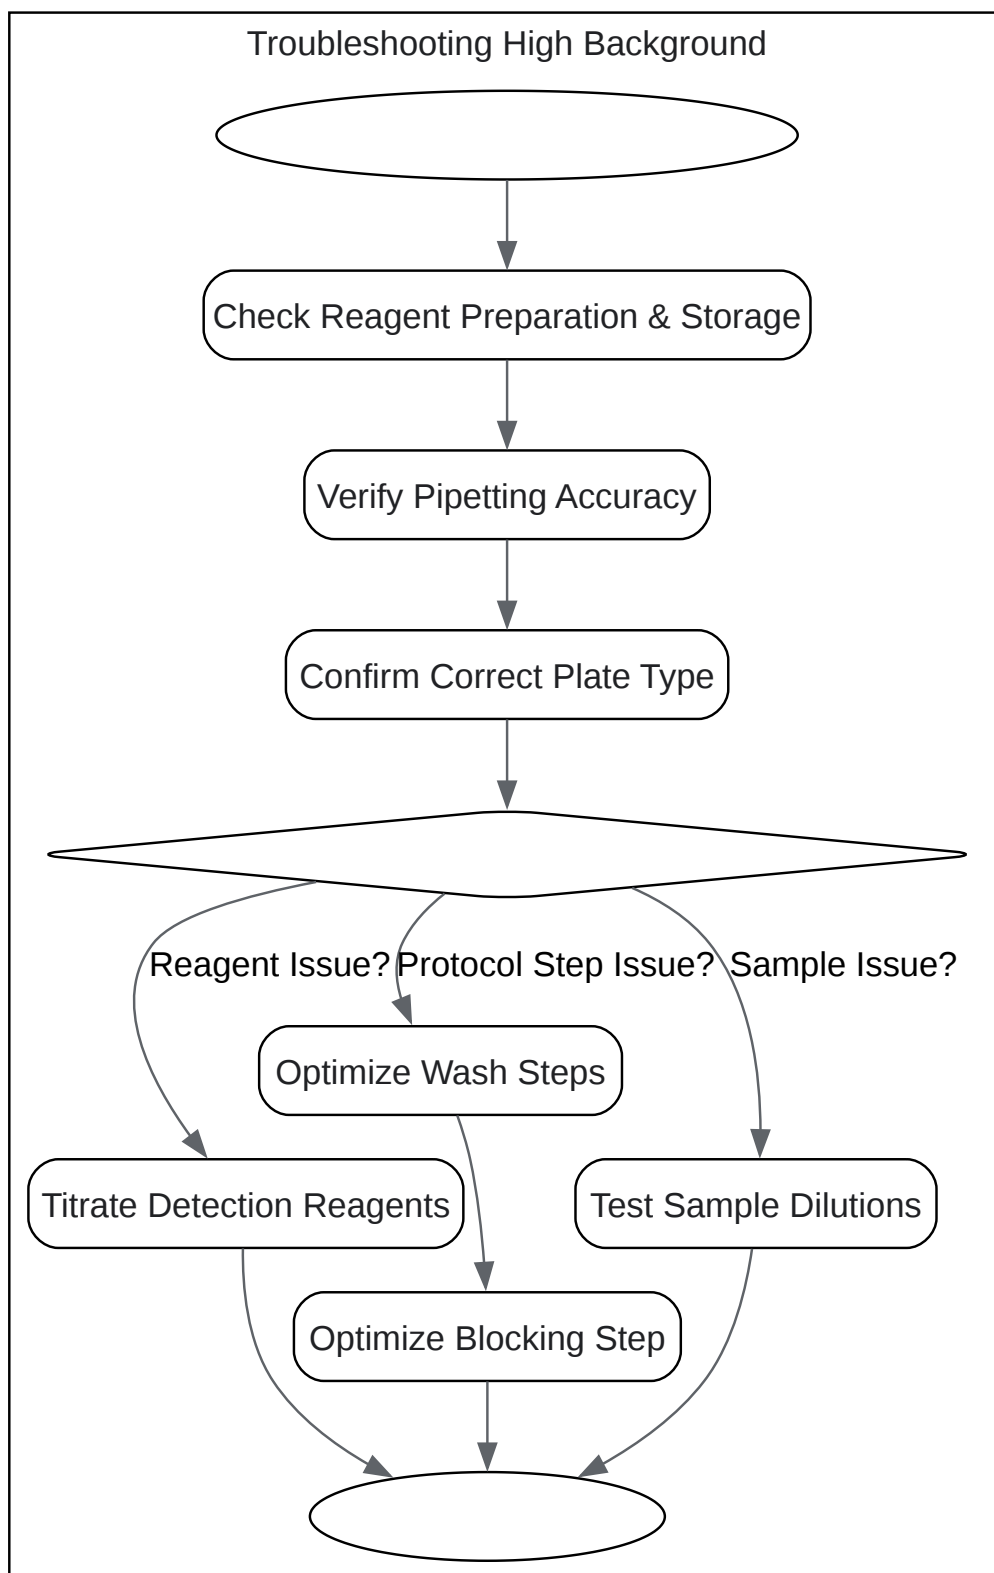 Troubleshooting High Background
Check Reagent Preparation & Storage
Verify Pipetting Accuracy
Confirm Correct Plate Type
Reagent Issue?
Protocol Step Issue?
Sample Issue?
Optimize Wash Steps
Titrate Detection Reagents
Test Sample Dilutions
Optimize Blocking Step